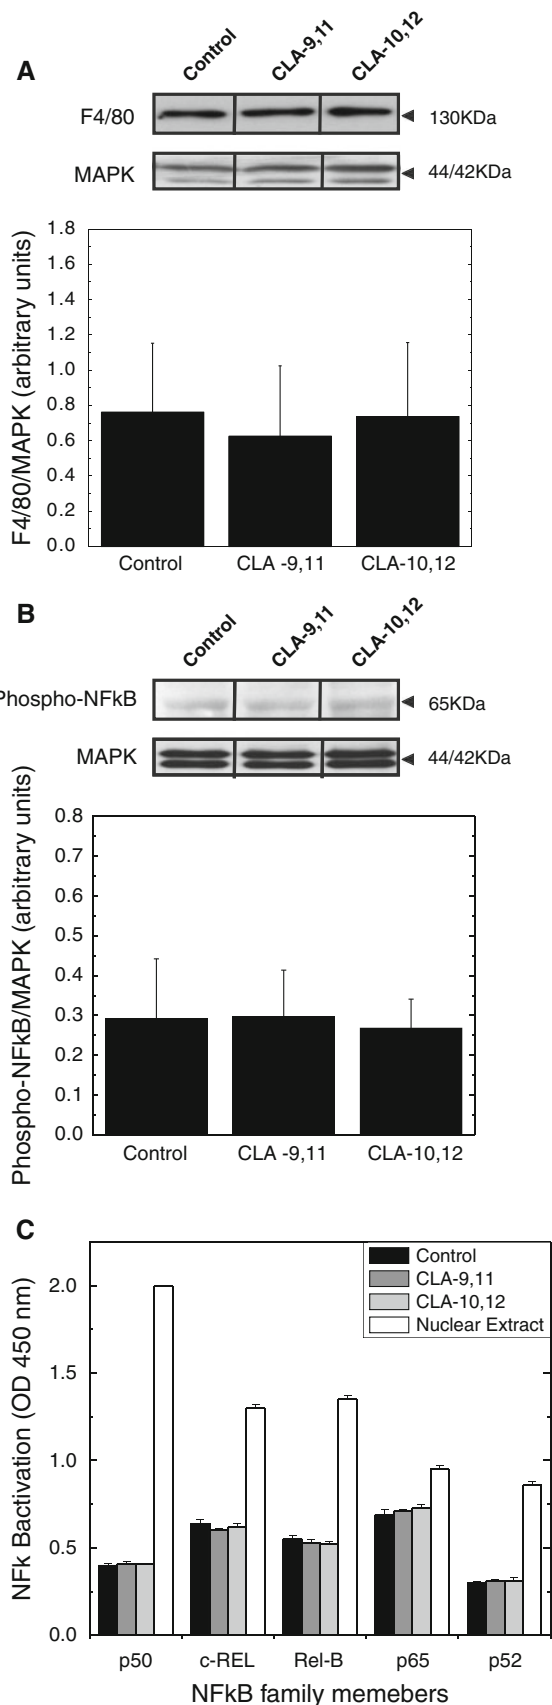 A
Control CLA-9,11 CLA-10,12
F4/80 130KDa
MAPK 44/42KDa
F4/80/MAPK (arbitrary units)
1.8
1.6
1.4
1.2
1.0
0.8
0.6
0.4
0.2
0.0
Control CLA -9,11 CLA-10,12
B
Control CLA-9,11 CLA-10,12
Phospho-NFkB 65KDa
MAPK 44/42KDa
Phospho-NFkB/MAPK (arbitrary units)
0.8
0.7
0.6
0.5
0.4
0.3
0.2
0.1
0.0
Control CLA -9,11 CLA-10,12
C
NFk Bactivation (OD 450 nm)
2.0
1.5
1.0
0.5
0.0
Control
CLA-9,11
CLA-10,12
Nuclear Extract
p50 c-REL Rel-B p65 p52
NFkB family memebers